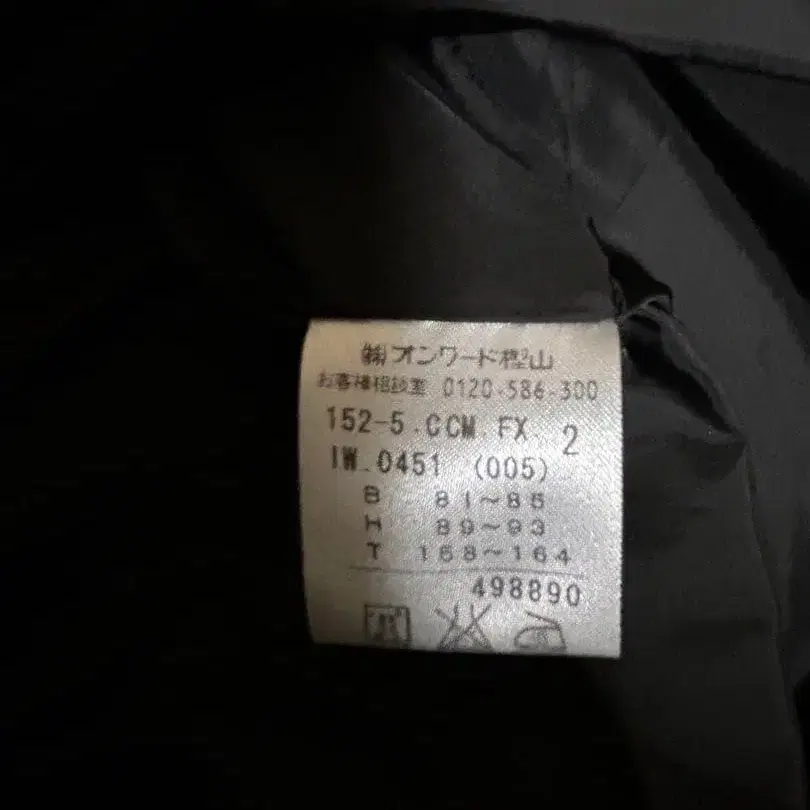 ㈱オンワード樫山
お客様相談室 0120-586-300
152-5.CCM.FX. 2
IW.0451 (005)
B 81~85
H 89~93
T 158~164
498890